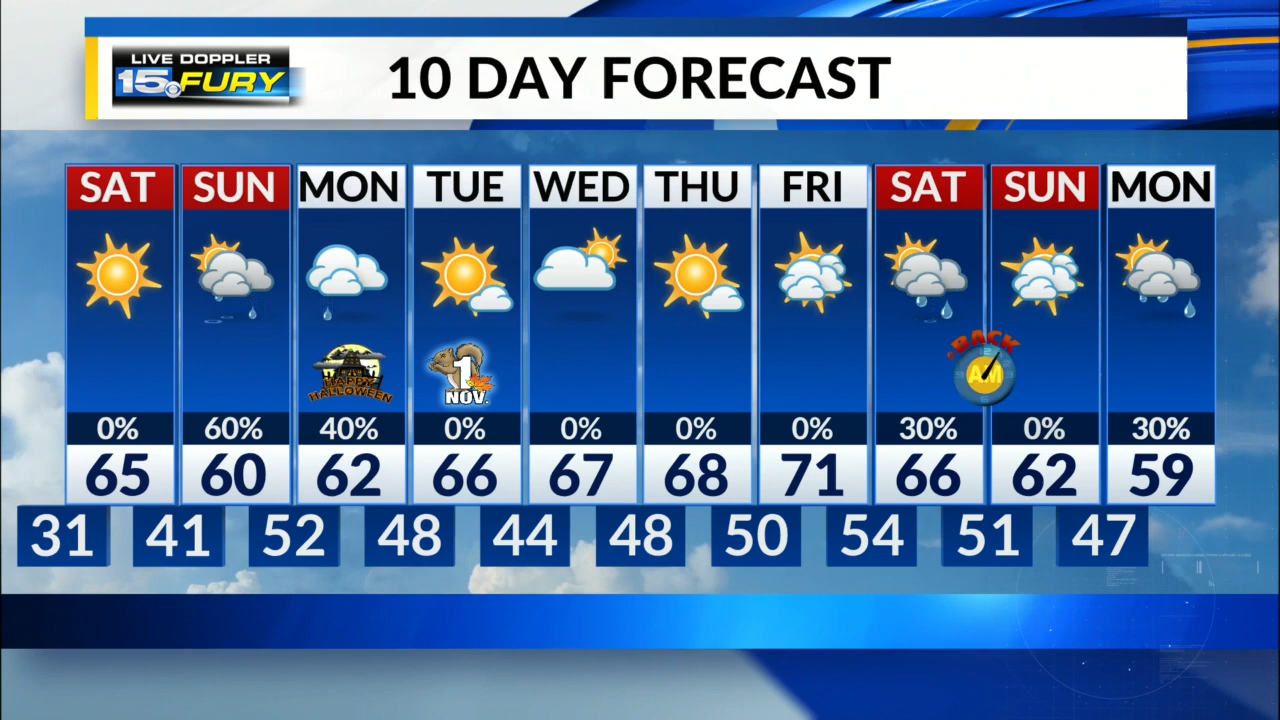 LIVE DOPPLER
15 FURY
10 DAY FORECAST
SAT SUN MON TUE WED THU FRI SAT SUN MON
BACK
12
AM
HAPPY
HALLOWEEN
1
NOV.
0% 60% 40% 0% 0% 0% 0% 30% 0% 30%
65 60 62 66 67 68 71 66 62 59
31 41 52 48 44 48 50 54 51 47